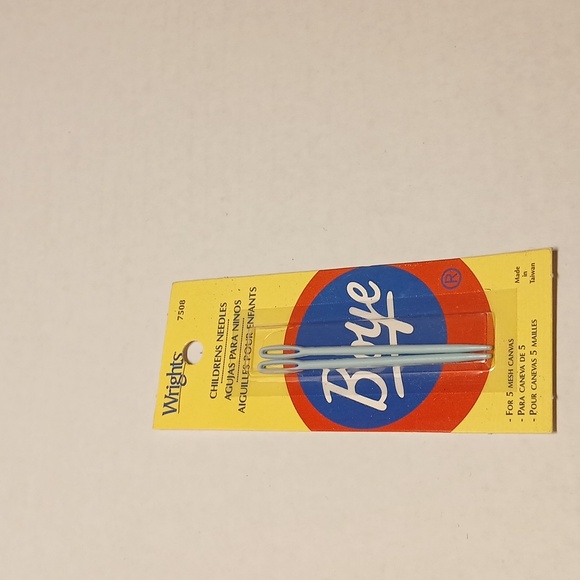 Wrights
7508
CHILDRENS NEEDLES
AGUJAS PARA NINOS
AIGUILLES POUR ENFANTS
Boye®
- FOR 5 MESH CANVAS
- PARA CANEVA DE 5
- POUR CANEVAS 5 MAILLES
Made
in
Taiwan